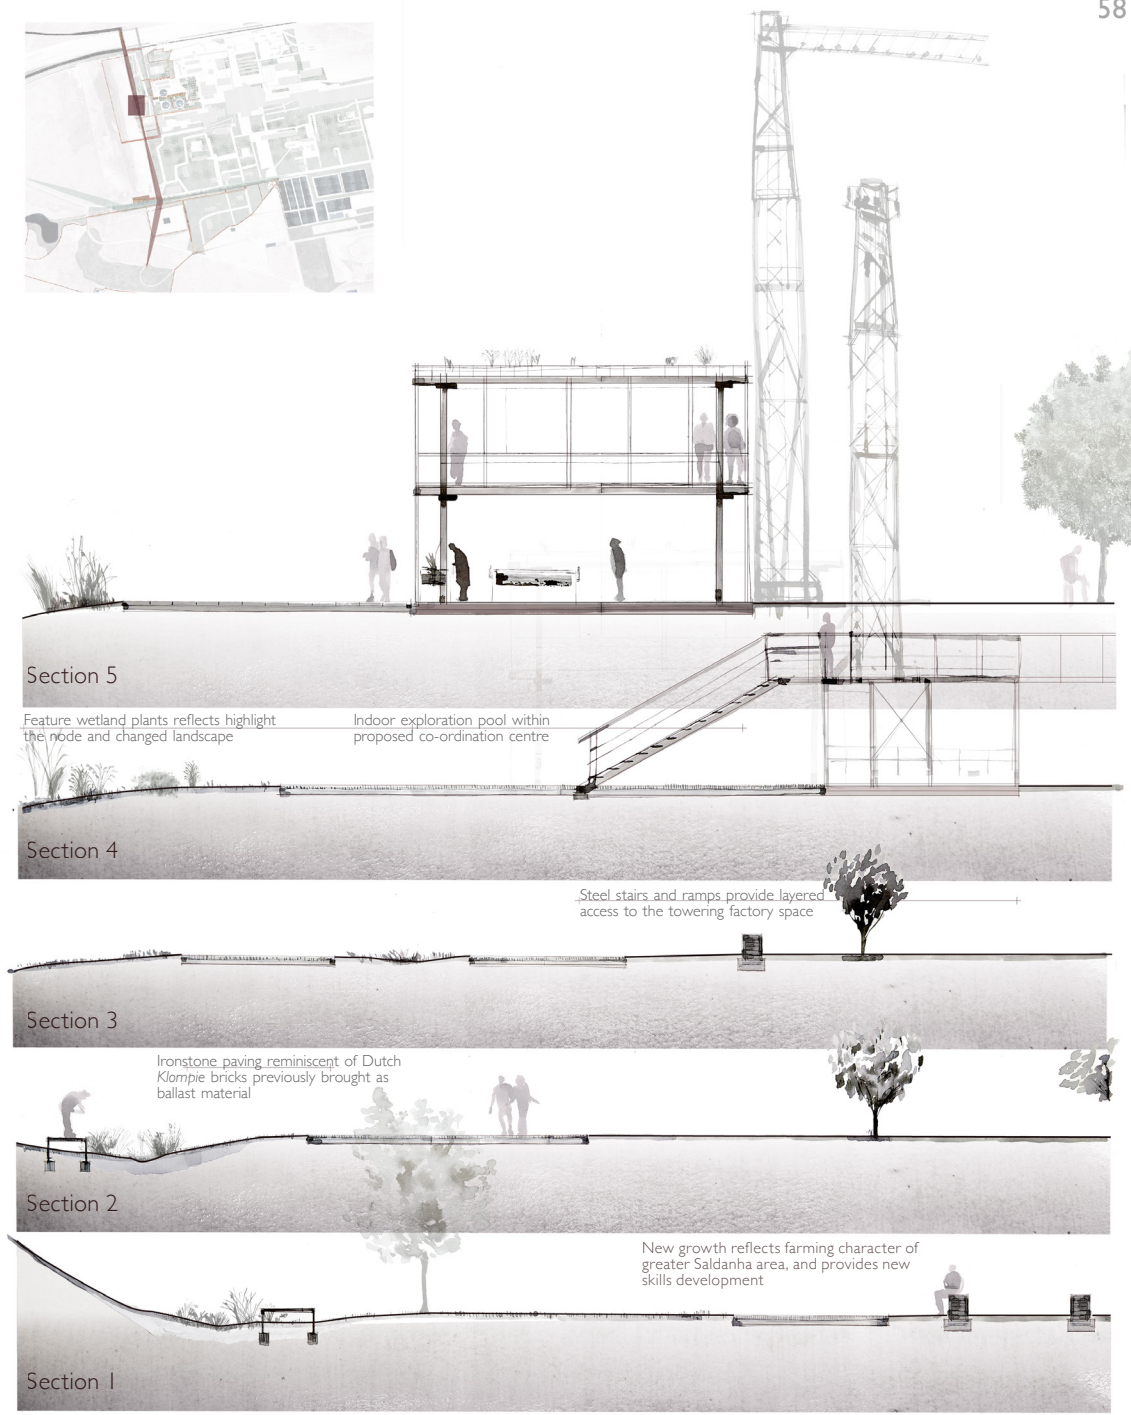 58
Section 5
Feature wetland plants reflects highlight
the node and changed landscape
Indoor exploration pool within
proposed co-ordination centre
Section 4
Steel stairs and ramps provide layered
access to the towering factory space
Section 3
Ironstone paving reminiscent of Dutch
Klompie bricks previously brought as
ballast material
Section 2
New growth reflects farming character of
greater Saldanha area, and provides new
skills development
Section 1